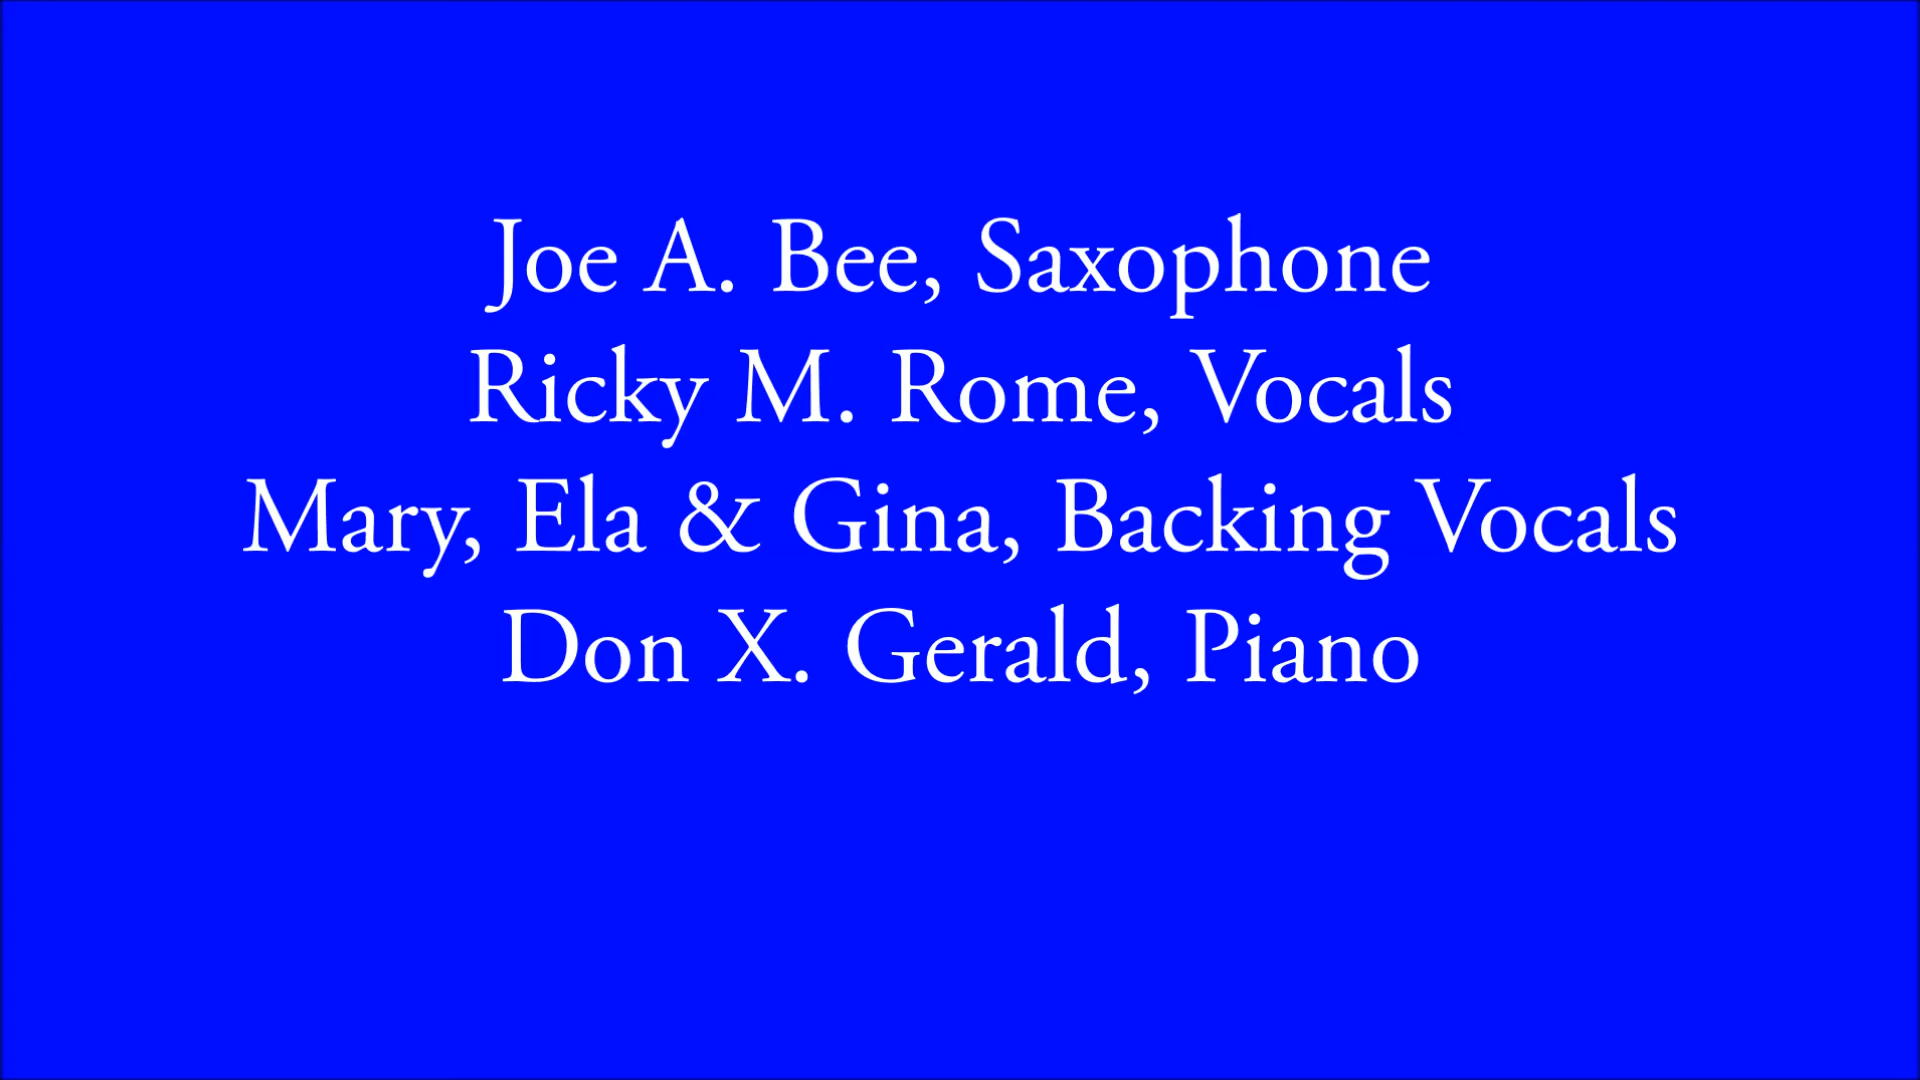 Joe A. Bee, Saxophone
Ricky M. Rome, Vocals
Mary, Ela & Gina, Backing Vocals
Don X. Gerald, Piano